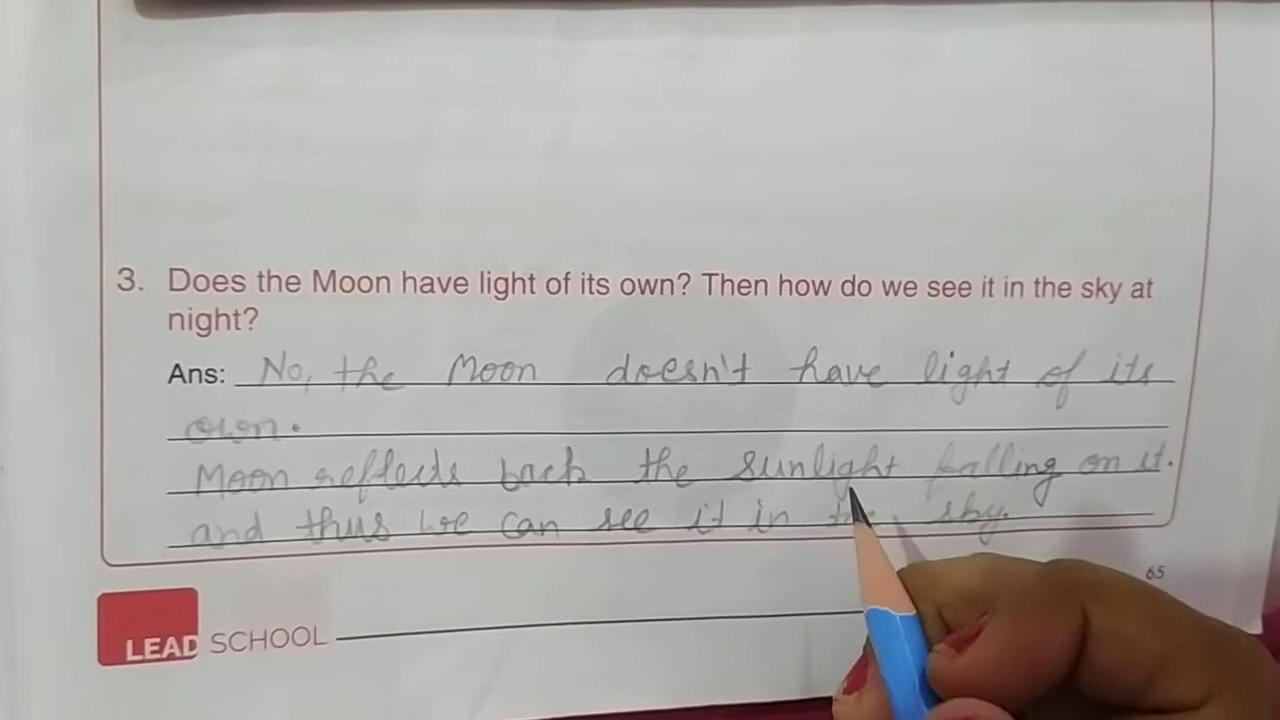 3. Does the Moon have light of its own? Then how do we see it in the sky at
night?
Ans: No, the Moon doesn't have light of its
own.
Moon reflects back the sunlight falling on it.
and thus we can see it in the sky.
65
LEAD SCHOOL